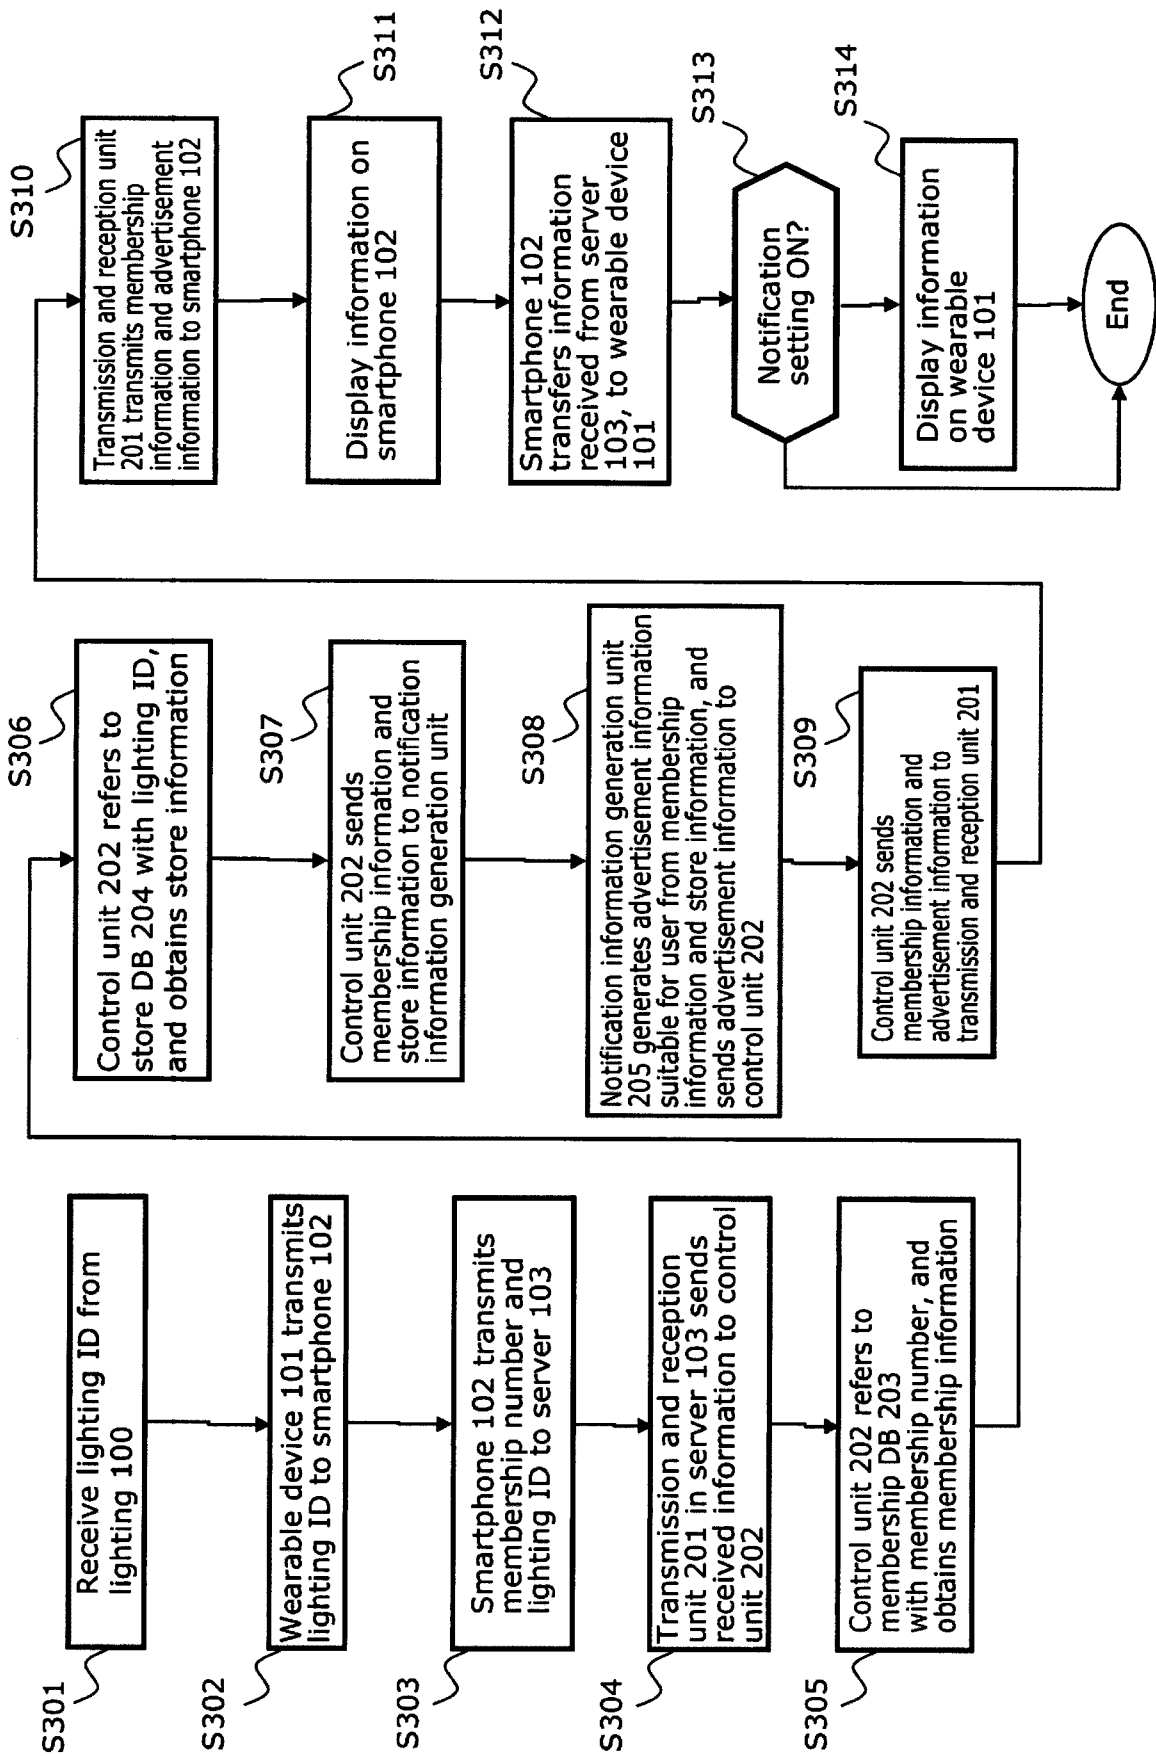 S301
Receive lighting ID from
lighting 100
S302
Wearable device 101 transmits
lighting ID to smartphone 102
S303
Smartphone 102 transmits
membership number and
lighting ID to server 103
S304
Transmission and reception
unit 201 in server 103 sends
received information to control
unit 202
S305
Control unit 202 refers to
membership DB 203
with membership number, and
obtains membership information
S306
Control unit 202 refers to
store DB 204 with lighting ID,
and obtains store information
S307
Control unit 202 sends
membership information and
store information to notification
information generation unit
S308
Notification information generation unit
205 generates advertisement information
suitable for user from membership
information and store information, and
sends advertisement information to
control unit 202
S309
Control unit 202 sends
membership information and
advertisement information to
transmission and reception unit 201
S310
Transmission and reception unit
201 transmits membership
information and advertisement
information to smartphone 102
S311
Display information on
smartphone 102
S312
Smartphone 102
transfers information
received from server
103, to wearable device
101
S313
Notification
setting ON?
S314
Display information
on wearable
device 101
End